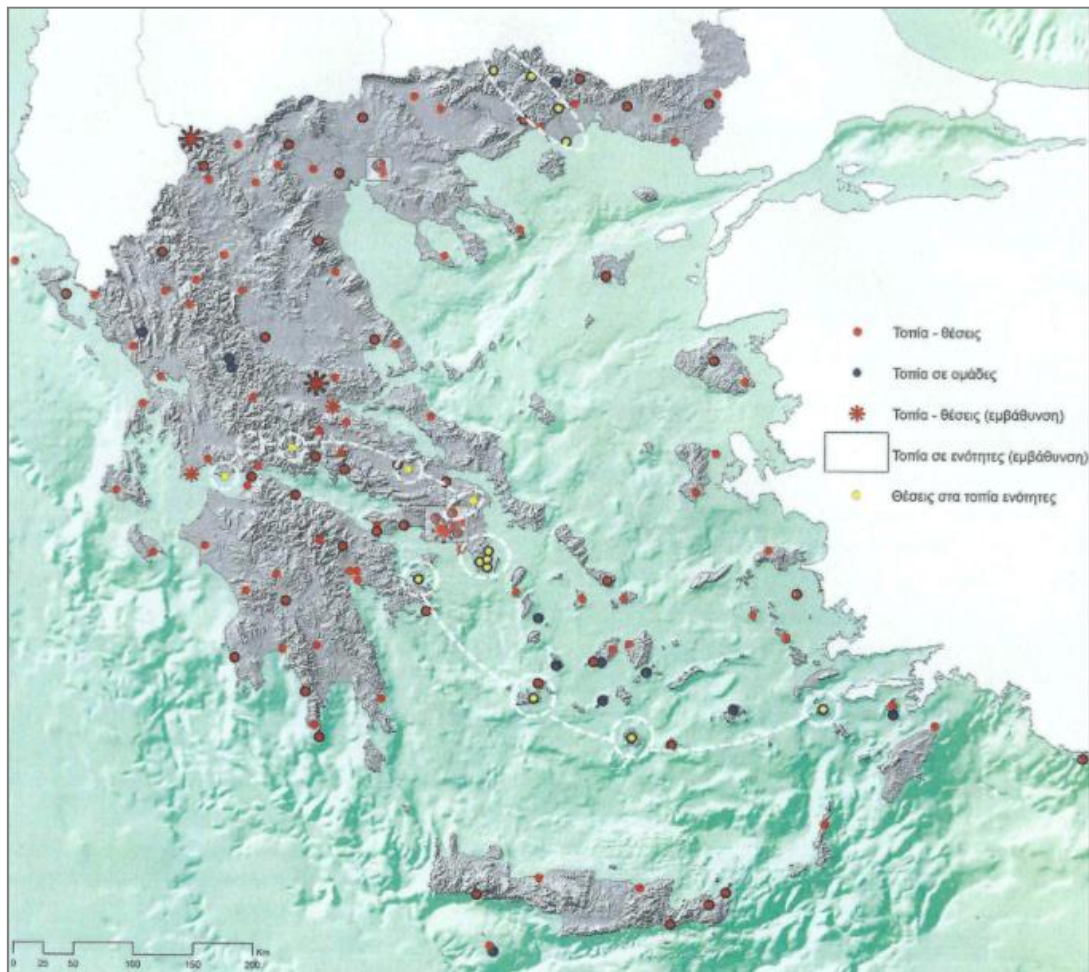 Τοπία - θέσεις
Τοπία σε ομάδες
Τοπία - θέσεις (εμβάθυνση)
Τοπία σε ενότητες (εμβάθυνση)
Θέσεις στα τοπία ενότητες
Km
0 25 50 100 150 200